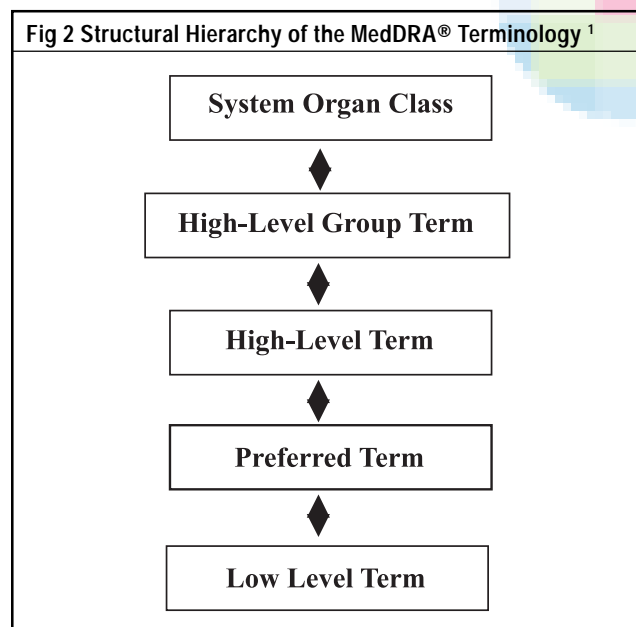 Fig 2 Structural Hierarchy of the MedDRA® Terminology ¹
System Organ Class
High-Level Group Term
High-Level Term
Preferred Term
Low Level Term